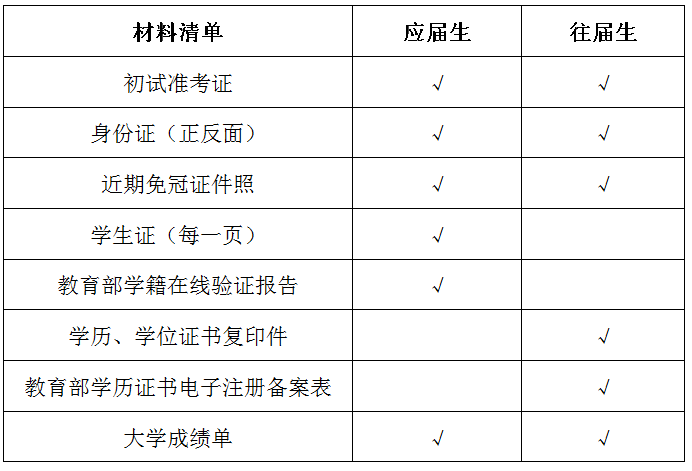 材料清单 应届生 往届生
初试准考证 √ √
身份证（正反面） √ √
近期免冠证件照 √ √
学生证（每一页） √
教育部学籍在线验证报告 √
学历、学位证书复印件 √
教育部学历证书电子注册备案表 √
大学成绩单 √ √